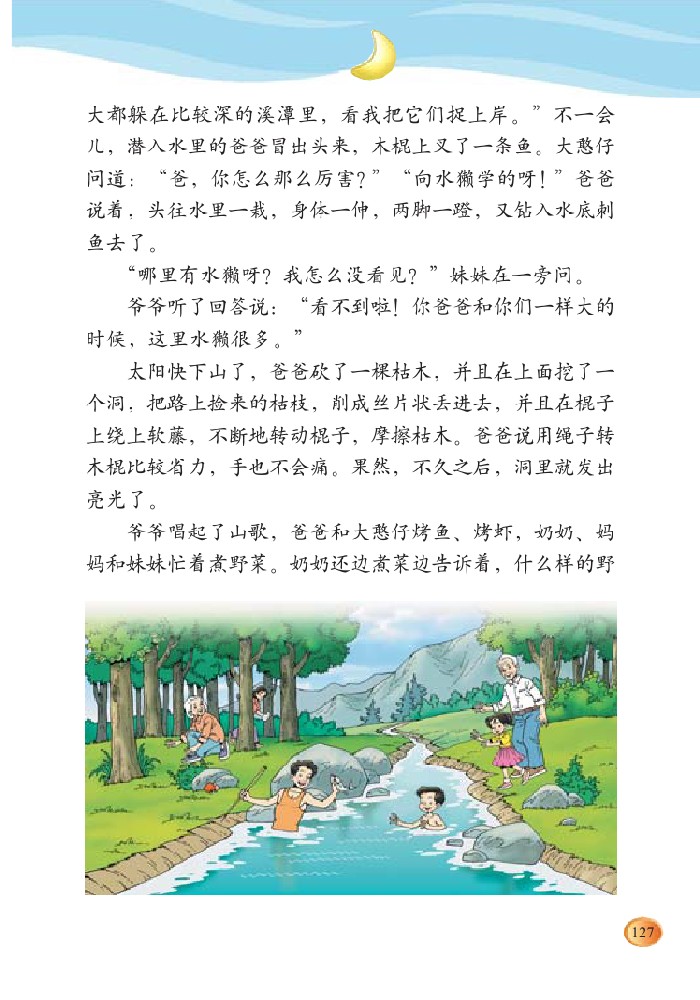 大都躲在比较深的溪潭里，看我把它们捉上岸。”不一会
儿，潜入水里的爸爸冒出头来，木棍上叉了一条鱼。大憨仔
问道：“爸，你怎么那么厉害？”“向水獭学的呀！”爸爸
说着，头往水里一栽，身体一伸，两脚一蹬，又钻入水底刺
鱼去了。
“哪里有水獭呀？我怎么没看见？”妹妹在一旁问。
爷爷听了回答说：“看不到啦！你爸爸和你们一样大的
时候，这里水獭很多。”
太阳快下山了，爸爸砍了一棵枯木，并且在上面挖了一
个洞，把路上捡来的枯枝，削成丝片状丢进去，并且在棍子
上绕上软藤，不断地转动棍子，摩擦枯木。爸爸说用绳子转
木棍比较省力，手也不会痛。果然，不久之后，洞里就发出
亮光了。
爷爷唱起了山歌，爸爸和大憨仔烤鱼、烤虾，奶奶、妈
妈和妹妹忙着煮野菜。奶奶还边煮菜边告诉着，什么样的野
127